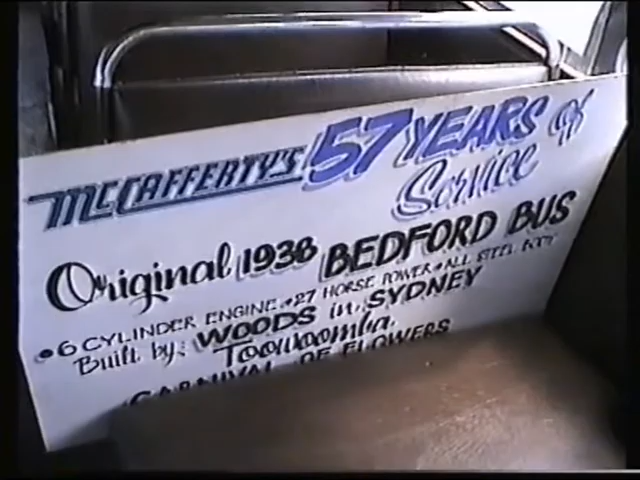 McCAFFERTY'S 57 YEARS of Service
Original 1938 BEDFORD BUS
• 6 CYLINDER ENGINE • 27 HORSE POWER • ALL STEEL BODY
Built by: WOODS in SYDNEY
Toowoomba
CARNIVAL OF FLOWERS